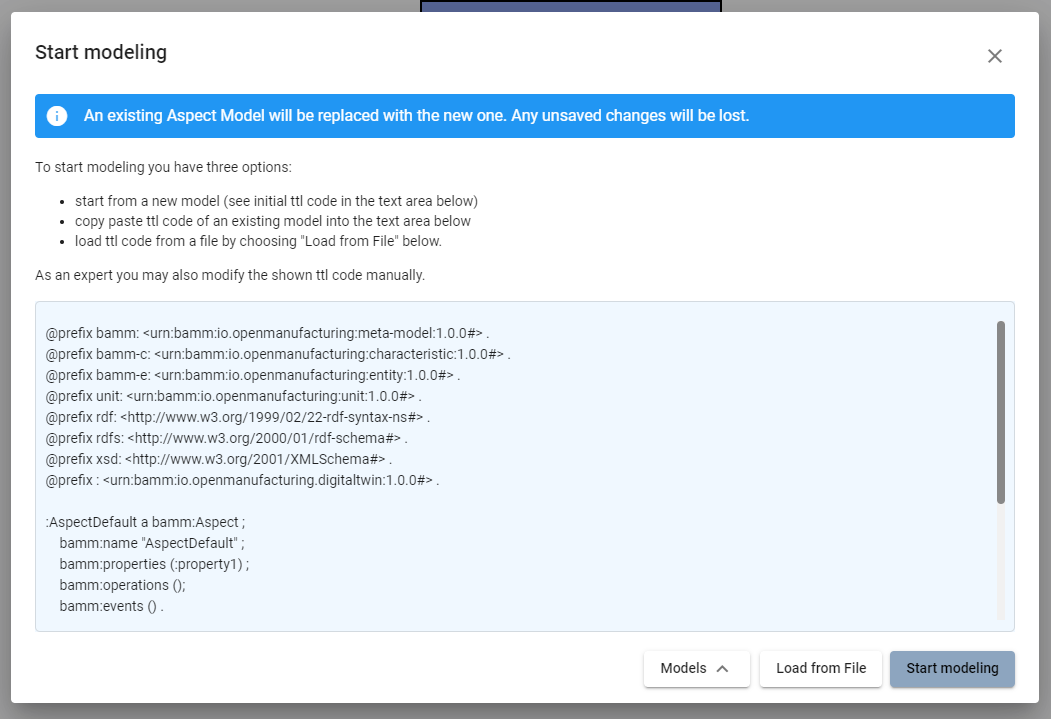 Start modeling
An existing Aspect Model will be replaced with the new one. Any unsaved changes will be lost.
To start modeling you have three options:
• start from a new model (see initial ttl code in the text area below)
• copy paste ttl code of an existing model into the text area below
• load ttl code from a file by choosing "Load from File" below.
As an expert you may also modify the shown ttl code manually.
@prefix bamm: <urn:bamm:io.openmanufacturing:meta-model:1.0.0#> .
@prefix bamm-c: <urn:bamm:io.openmanufacturing:characteristic:1.0.0#> .
@prefix bamm-e: <urn:bamm:io.openmanufacturing:entity:1.0.0#> .
@prefix unit: <urn:bamm:io.openmanufacturing:unit:1.0.0#> .
@prefix rdf: <http://www.w3.org/1999/02/22-rdf-syntax-ns#> .
@prefix rdfs: <http://www.w3.org/2000/01/rdf-schema#> .
@prefix xsd: <http://www.w3.org/2001/XMLSchema#> .
@prefix : <urn:bamm:io.openmanufacturing.digitaltwin:1.0.0#> .
:AspectDefault a bamm:Aspect ;
bamm:name "AspectDefault" ;
bamm:properties (:property1) ;
bamm:operations ();
bamm:events () .
Models
Load from File
Start modeling